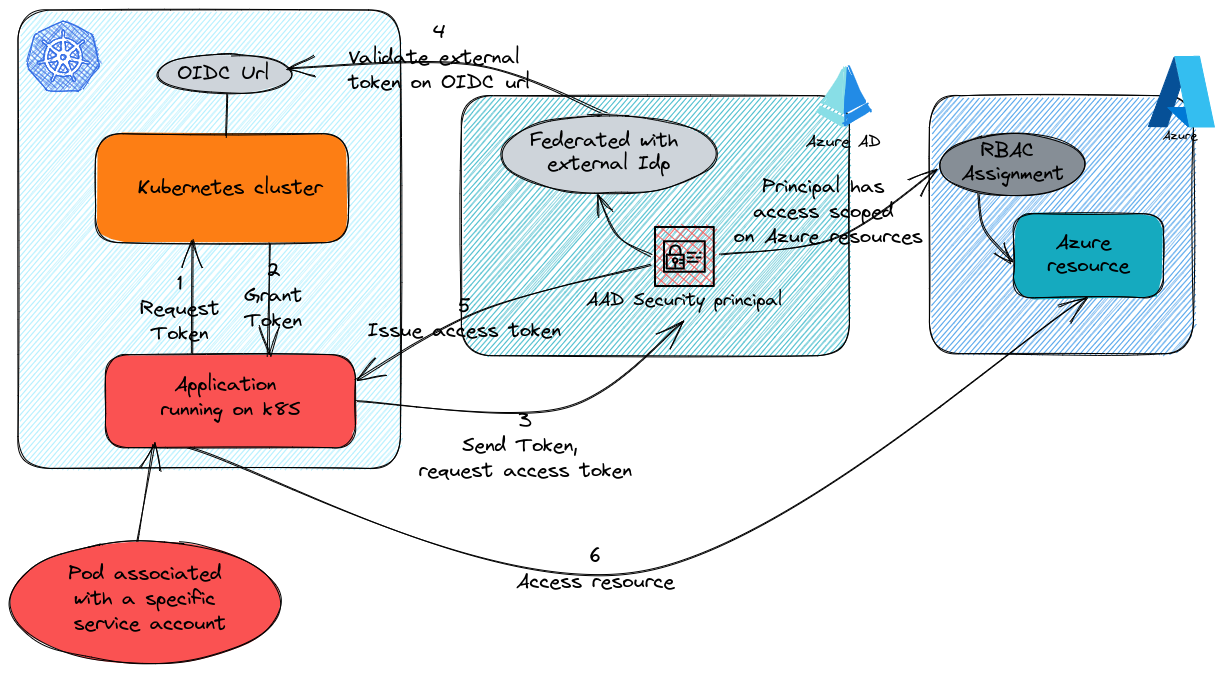 4
Validate external
token on OIDC url
OIDC Url
Kubernetes cluster
1
Request
Token
2
Grant
Token
Application
running on k8S
Pod associated
with a specific
service account
Azure AD
Federated with
external Idp
Principal has
access scoped
on Azure resources
AAD Security principal
5
Issue access token
3
Send Token,
request access token
6
Access resource
Azure
RBAC
Assignment
Azure
resource